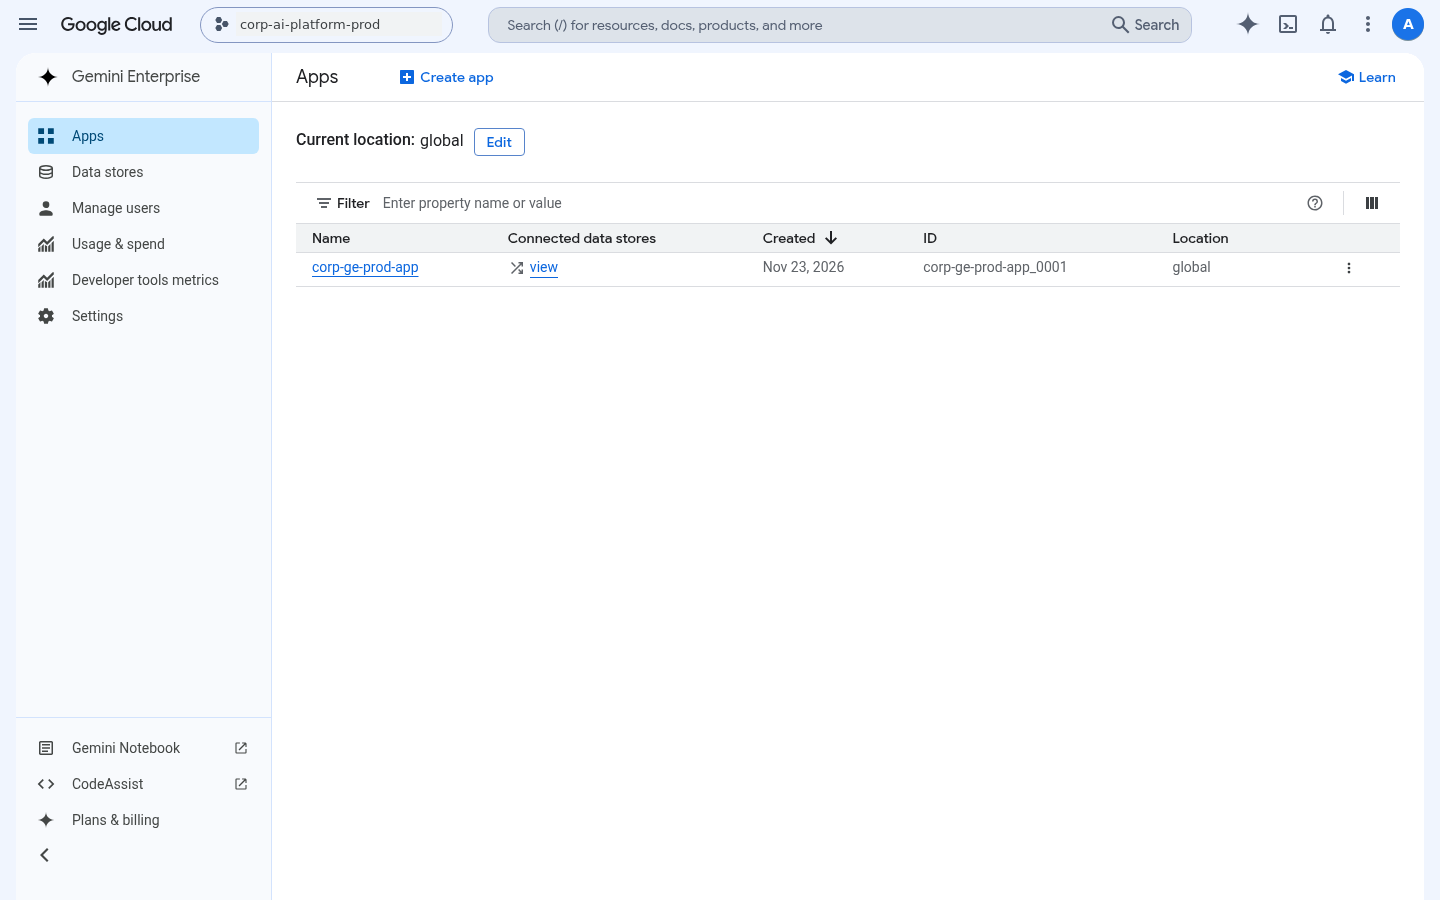 Google Cloud
corp-ai-platform-prod
Search (/) for resources, docs, products, and more
Search
A
Gemini Enterprise
Apps
Create app
Learn
Apps
Data stores
Manage users
Usage & spend
Developer tools metrics
Settings
Current location: global
Edit
Filter
Enter property name or value
Name
Connected data stores
Created
ID
Location
corp-ge-prod-app
view
Nov 23, 2026
corp-ge-prod-app_0001
global
Gemini Notebook
CodeAssist
Plans & billing